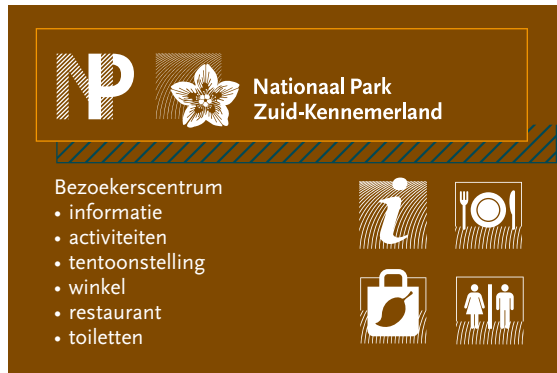 NP
Nationaal Park
Zuid-Kennemerland
Bezoekerscentrum
• informatie
• activiteiten
• tentoonstelling
• winkel
• restaurant
• toiletten
i